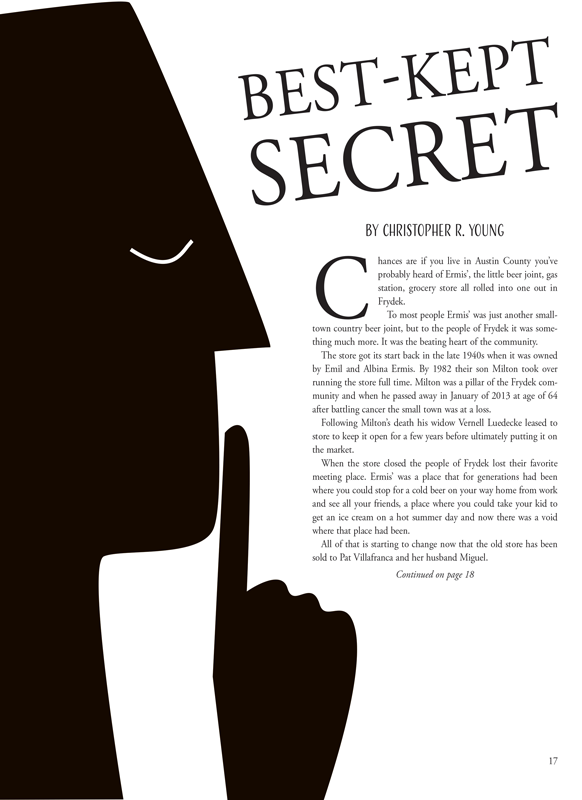 BEST-KEPT
SECRET
BY CHRISTOPHER R. YOUNG
Chances are if you live in Austin County you've
probably heard of Ermis', the little beer joint, gas
station, grocery store all rolled into one out in
Frydek.
To most people Ermis' was just another small-
town country beer joint, but to the people of Frydek it was some-
thing much more. It was the beating heart of the community.
The store got its start back in the late 1940s when it was owned
by Emil and Albina Ermis. By 1982 their son Milton took over
running the store full time. Milton was a pillar of the Frydek com-
munity and when he passed away in January of 2013 at age of 64
after battling cancer the small town was at a loss.
Following Milton's death his widow Vernell Luedecke leased to
store to keep it open for a few years before ultimately putting it on
the market.
When the store closed the people of Frydek lost their favorite
meeting place. Ermis' was a place that for generations had been
where you could stop for a cold beer on your way home from work
and see all your friends, a place where you could take your kid to
get an ice cream on a hot summer day and now there was a void
where that place had been.
All of that is starting to change now that the old store has been
sold to Pat Villafranca and her husband Miguel.
Continued on page 18
17